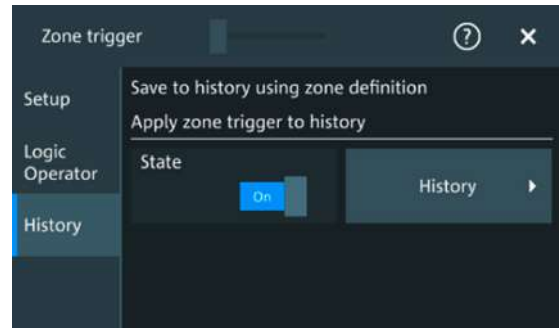 Zone trigger
?
Setup
Logic
Operator
History
Save to history using zone definition
Apply zone trigger to history
State
On
History